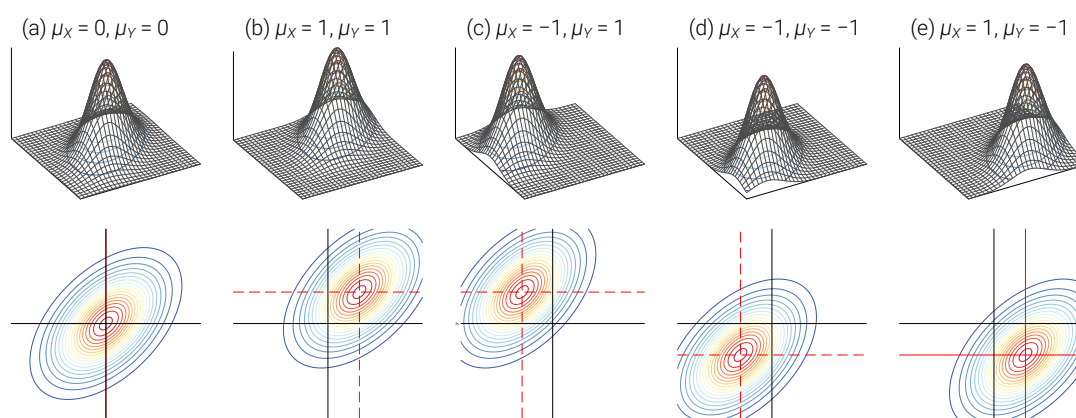 (a) μX = 0, μY = 0
(b) μX = 1, μY = 1
(c) μX = −1, μY = 1
(d) μX = −1, μY = −1
(e) μX = 1, μY = −1